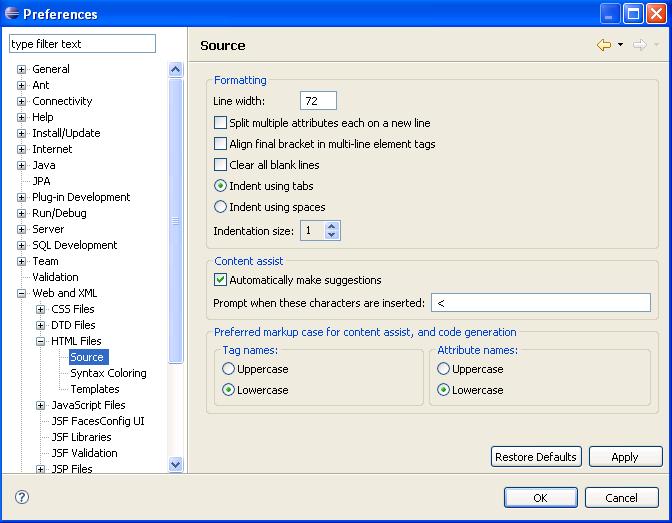 Preferences
type filter text
General
Ant
Connectivity
Help
Install/Update
Internet
Java
JPA
Plug-in Development
Run/Debug
Server
SQL Development
Team
Validation
Web and XML
CSS Files
DTD Files
HTML Files
Source
Syntax Coloring
Templates
JavaScript Files
JSF FacesConfig UI
JSF Libraries
JSF Validation
JSP Files
Source
Formatting
Line width: 72
Split multiple attributes each on a new line
Align final bracket in multi-line element tags
Clear all blank lines
Indent using tabs
Indent using spaces
Indentation size: 1
Content assist
Automatically make suggestions
Prompt when these characters are inserted: <
Preferred markup case for content assist, and code generation
Tag names:
Uppercase
Lowercase
Attribute names:
Uppercase
Lowercase
Restore Defaults
Apply
?
OK
Cancel